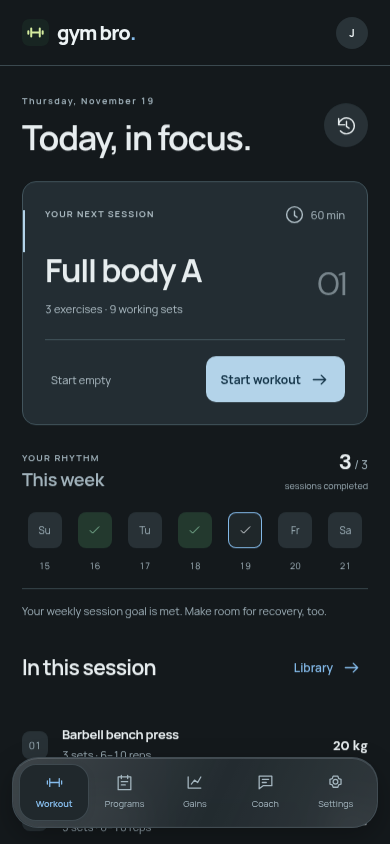 gym bro.
J
Thursday, November 19
Today, in focus.
YOUR NEXT SESSION
60 min
Full body A
01
3 exercises · 9 working sets
Start empty
Start workout
YOUR RHYTHM
3 / 3
This week
sessions completed
Su Tu Fr Sa
15 16 17 18 19 20 21
Your weekly session goal is met. Make room for recovery, too.
In this session
Library
Barbell bench press
01
20 kg
3 sets · 6–10 reps
Workout Programs Gains Coach Settings